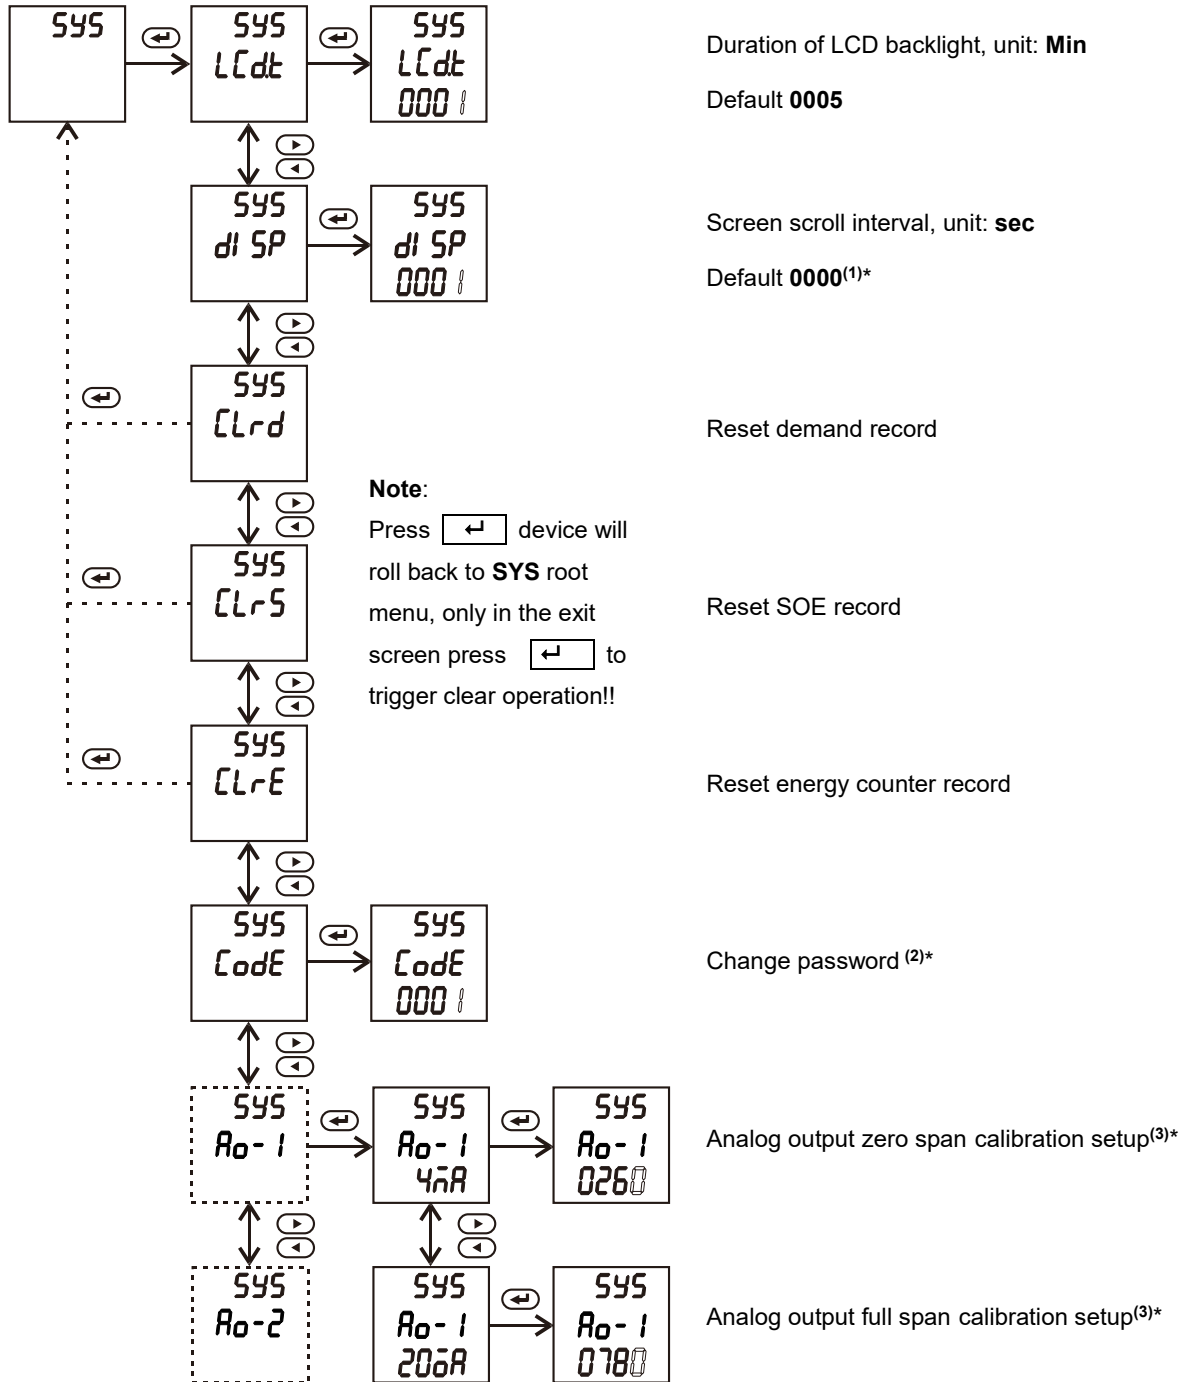 SYS SYS SYS
LCd.t LCd.t
0001
Duration of LCD backlight, unit: Min
Default 0005
SYS SYS
dISP dISP
0001
Screen scroll interval, unit: sec
Default 0000(1)*
SYS
CLrd
Reset demand record
Note:
Press ↵ device will
roll back to SYS root
menu, only in the exit
screen press ↵ to
trigger clear operation!!
SYS
CLrS
Reset SOE record
SYS
CLrE
Reset energy counter record
SYS SYS
CodE CodE
0001
Change password (2)*
SYS SYS SYS
Ao-1 Ao-1 Ao-1
4mA 0260
Analog output zero span calibration setup(3)*
SYS SYS SYS
Ao-2 Ao-1 Ao-1
20mA 0780
Analog output full span calibration setup(3)*